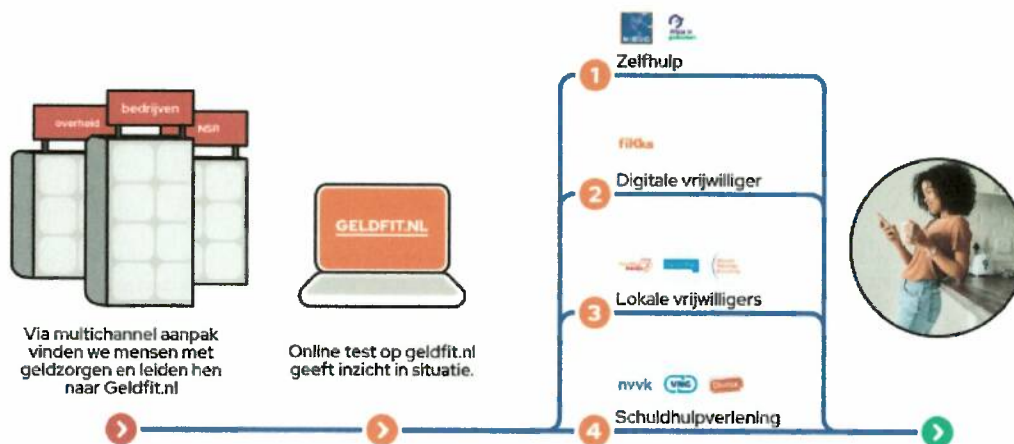 overheid
bedrijven
NSR
Via multichannel aanpak
vinden we mensen met
geldzorgen en leiden hen
naar Geldfit.nl
GELDFIT.NL
Online test op geldfit.nl
geeft inzicht in situatie.
1
Zelfhulp
fiKks
2
Digitale vrijwilliger
3
Lokale vrijwilligers
nvvk
VNG
4
Schuldhulpverlening